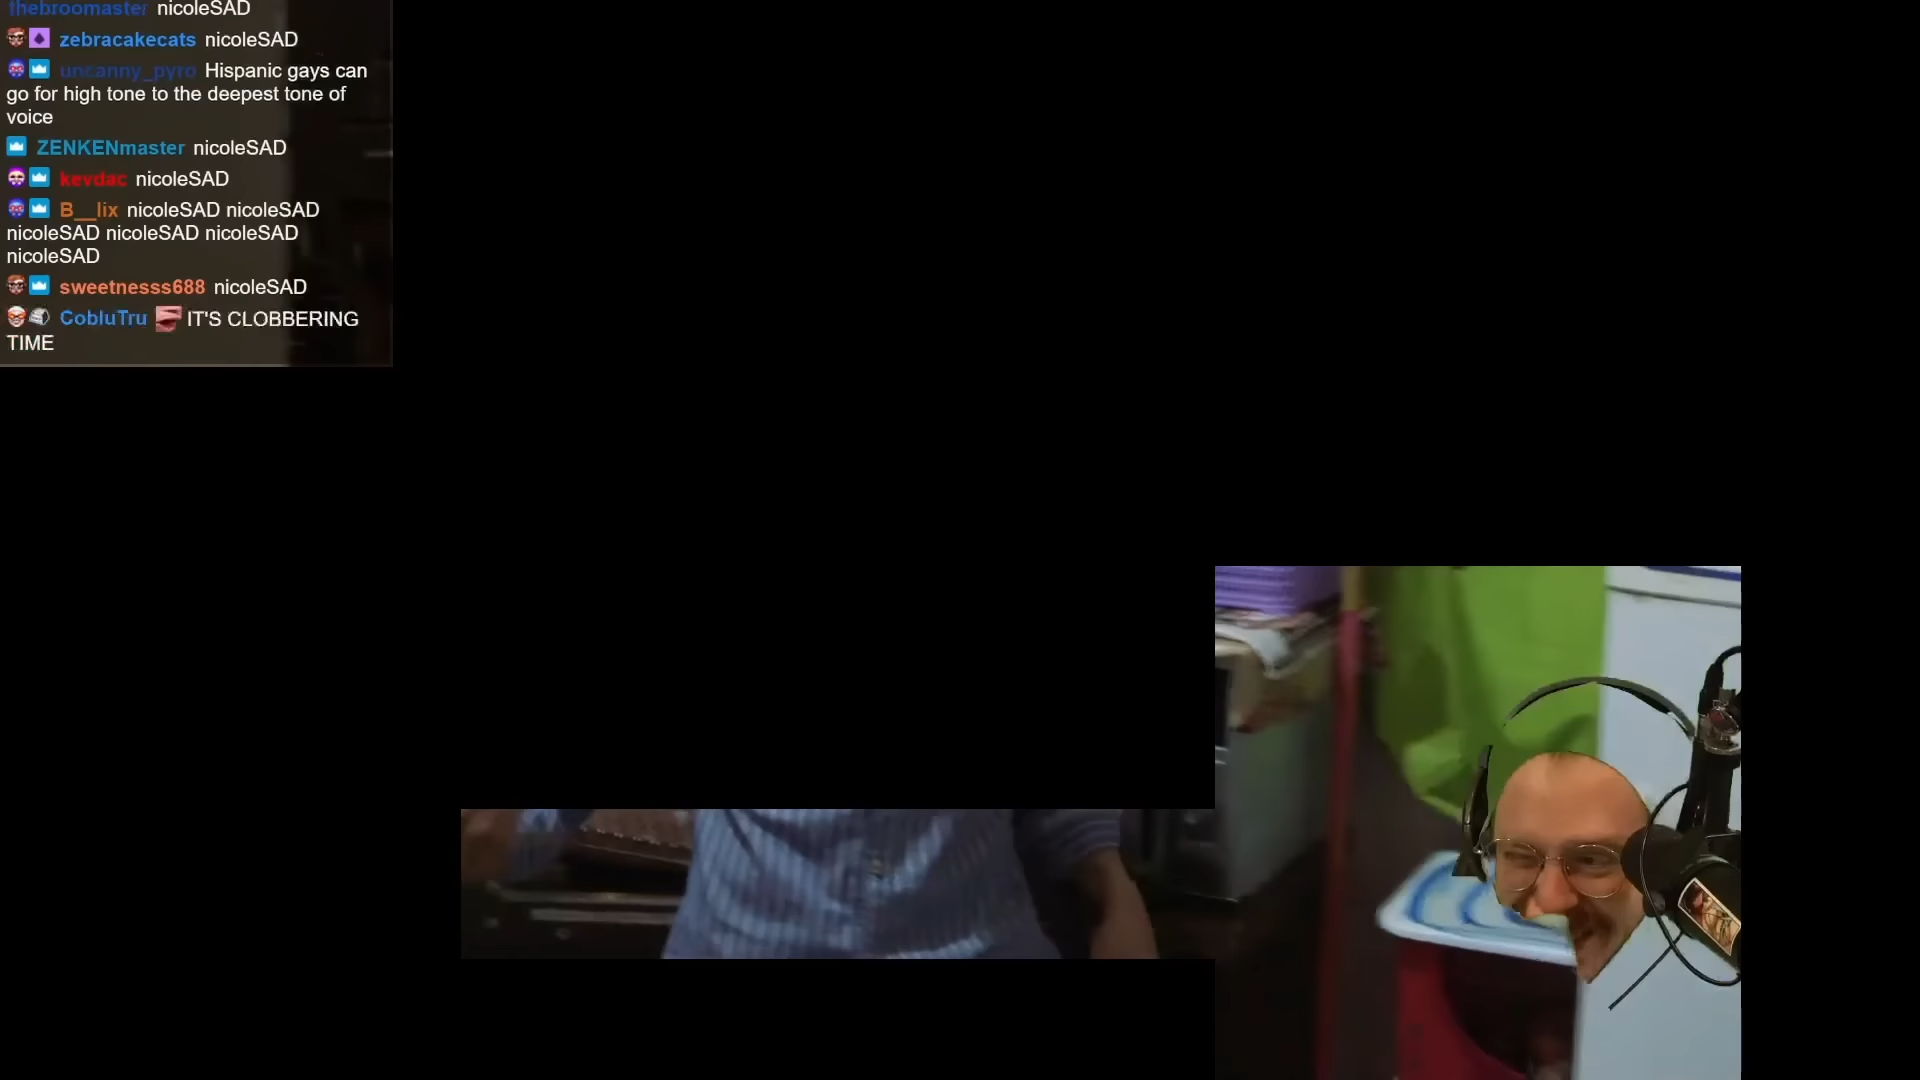 thebroomaster nicoleSAD
zebracakecats nicoleSAD
uncanny_pyro Hispanic gays can
go for high tone to the deepest tone of
voice
ZENKENmaster nicoleSAD
kevdac nicoleSAD
B__lix nicoleSAD nicoleSAD
nicoleSAD nicoleSAD nicoleSAD
nicoleSAD
sweetnesss688 nicoleSAD
CobluTru IT'S CLOBBERING
TIME